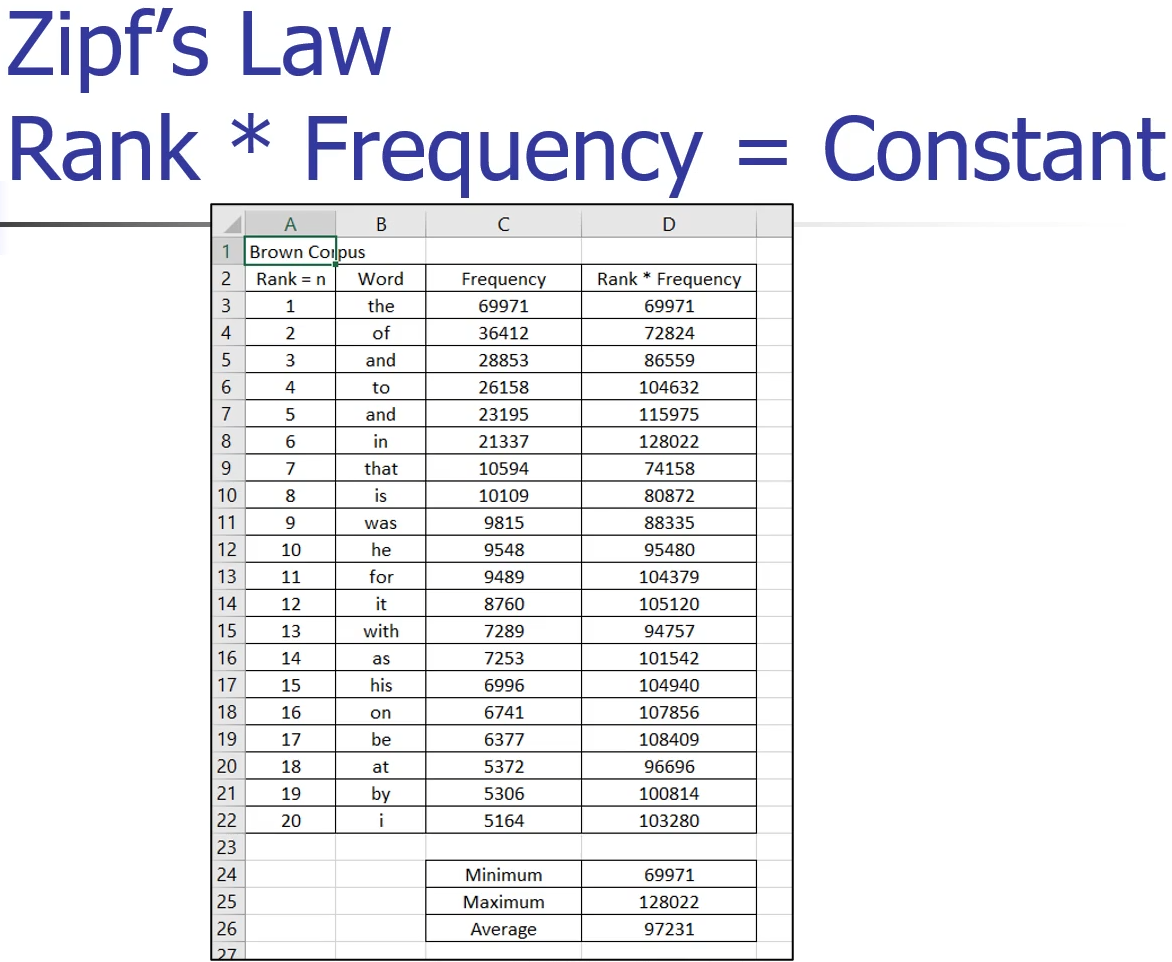 Zipf's Law
Rank * Frequency = Constant
A B C D
1 Brown Corpus
2 Rank = n Word Frequency Rank * Frequency
3 1 the 69971 69971
4 2 of 36412 72824
5 3 and 28853 86559
6 4 to 26158 104632
7 5 and 23195 115975
8 6 in 21337 128022
9 7 that 10594 74158
10 8 is 10109 80872
11 9 was 9815 88335
12 10 he 9548 95480
13 11 for 9489 104379
14 12 it 8760 105120
15 13 with 7289 94757
16 14 as 7253 101542
17 15 his 6996 104940
18 16 on 6741 107856
19 17 be 6377 108409
20 18 at 5372 96696
21 19 by 5306 100814
22 20 i 5164 103280
23
24 Minimum 69971
25 Maximum 128022
26 Average 97231
27